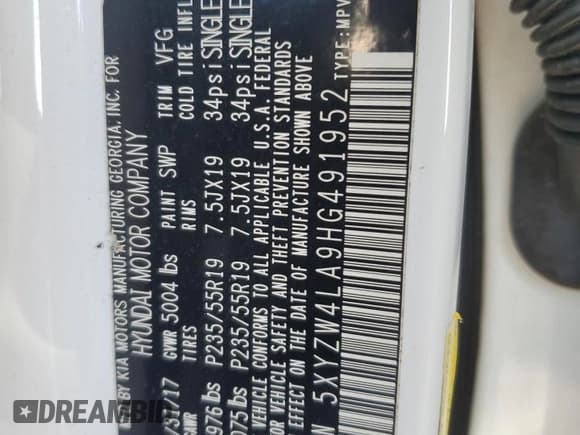 BY KIA MOTORS MANUFACTURING GEORGIA, INC. FOR
HYUNDAI MOTOR COMPANY
/17 GVWR 5004 lbs PAINT SWP TRIM VFG
GAWR TIRES RIMS COLD TIRE INFL
976 lbs P235/55R19 7.5JX19 34psi SINGLE
075 lbs P235/55R19 7.5JX19 34psi SINGLE
VEHICLE CONFORMS TO ALL APPLICABLE U.S.A. FEDERAL
VEHICLE SAFETY AND THEFT PREVENTION STANDARDS
EFFECT ON THE DATE OF MANUFACTURE SHOWN ABOVE
5XYZW4LA9HG491952 TYPE:MPV
DREAMBID